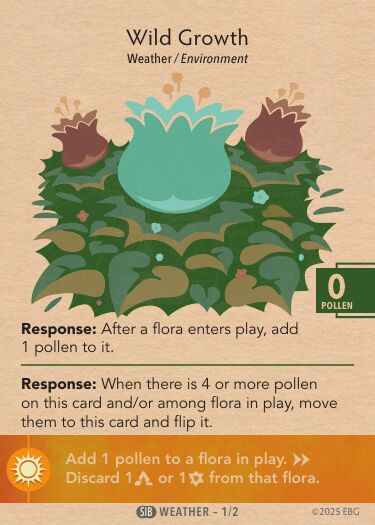 Wild Growth
Weather / Environment
0
POLLEN
Response: After a flora enters play, add
1 pollen to it.
Response: When there is 4 or more pollen
on this card and/or among flora in play, move
them to this card and flip it.
Add 1 pollen to a flora in play.
Discard 1 or 1 from that flora.
SIB WEATHER – 1/2
©2025 EBG